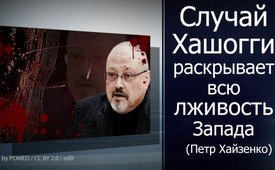 Случай
Хашогги
раскрывает
всю
лживость
Запада
(Петр Хайзенко)
by POMED / CC BY 2.0 / edit